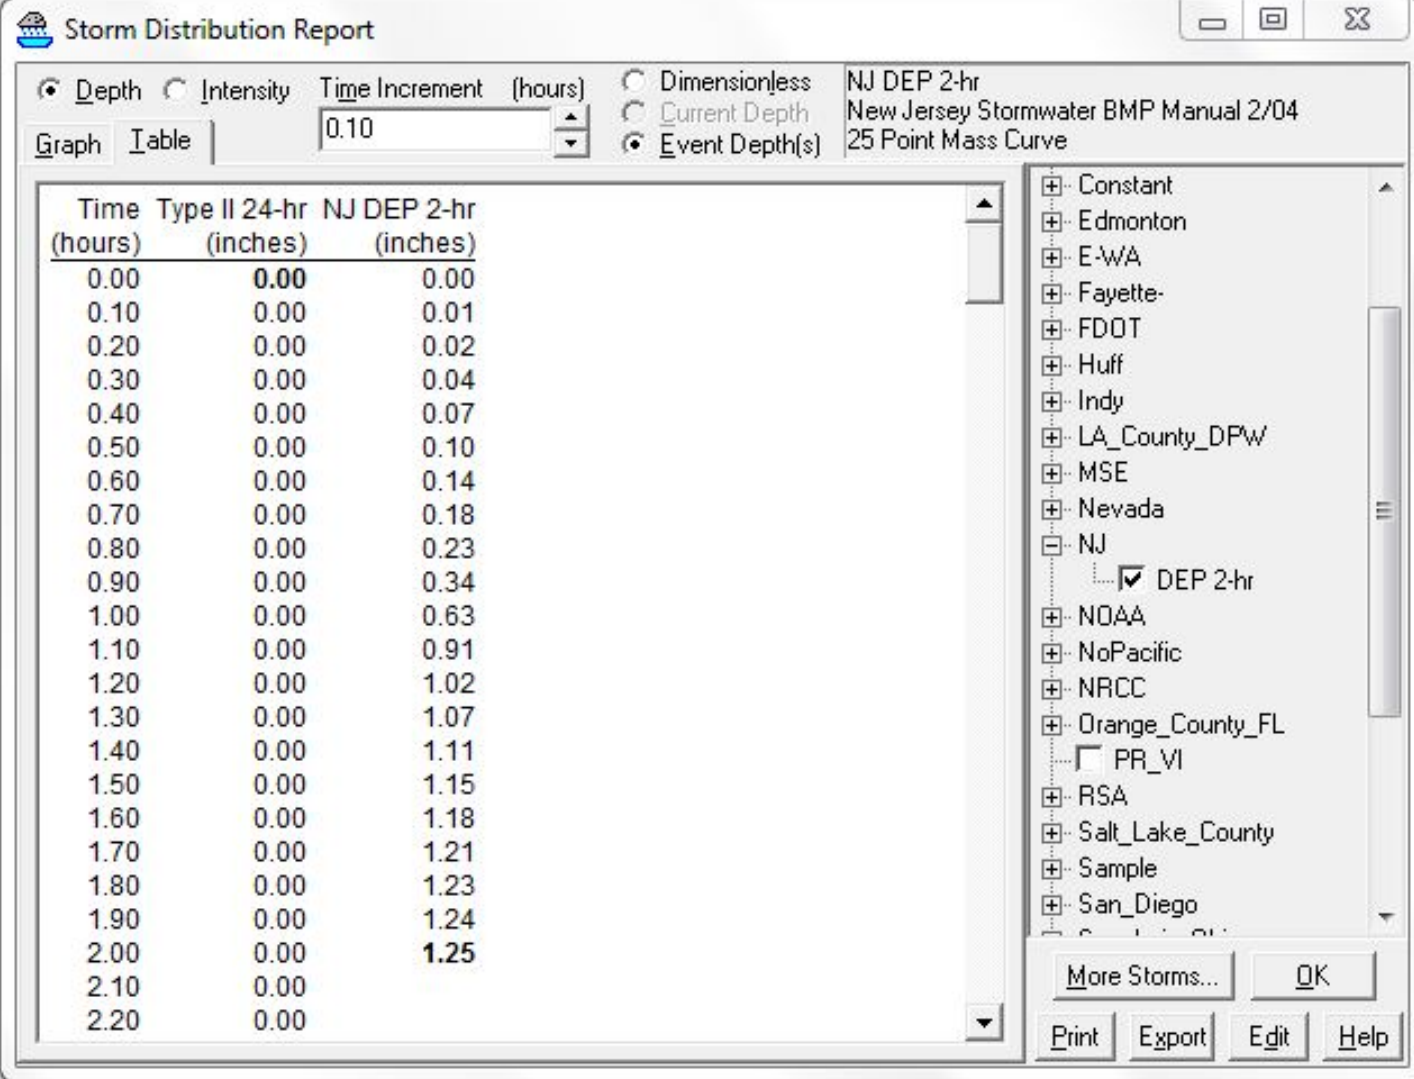 Storm Distribution Report
Depth Intensity Time Increment (hours) Dimensionless NJ DEP 2-hr
0.10 Current Depth New Jersey Stormwater BMP Manual 2/04
Graph Table Event Depth(s) 25 Point Mass Curve
Time Type II 24-hr NJ DEP 2-hr
(hours) (inches) (inches)
0.00 0.00 0.00
0.10 0.00 0.01
0.20 0.00 0.02
0.30 0.00 0.04
0.40 0.00 0.07
0.50 0.00 0.10
0.60 0.00 0.14
0.70 0.00 0.18
0.80 0.00 0.23
0.90 0.00 0.34
1.00 0.00 0.63
1.10 0.00 0.91
1.20 0.00 1.02
1.30 0.00 1.07
1.40 0.00 1.11
1.50 0.00 1.15
1.60 0.00 1.18
1.70 0.00 1.21
1.80 0.00 1.23
1.90 0.00 1.24
2.00 0.00 1.25
2.10 0.00
2.20 0.00
Constant
Edmonton
E-WA
Fayette-
FDOT
Huff
Indy
LA_County_DPW
MSE
Nevada
NJ
DEP 2-hr
NOAA
NoPacific
NRCC
Orange_County_FL
PR_VI
RSA
Salt_Lake_County
Sample
San_Diego
More Storms... OK
Print Export Edit Help